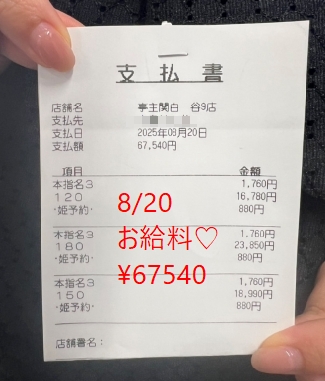 支払書
店舗名 亭主関白 谷9店
支払先
支払日 2025年08月20日
支払額 67,540円
項目 金額
本指名3 1,760円
120 16,780円
・姫予約・ 880円
本指名3 1,760円
180 23,850円
・姫予約・ 880円
本指名3 1,760円
150 18,990円
・姫予約・ 880円
店舗署名：
8/20
お給料♡
¥67540